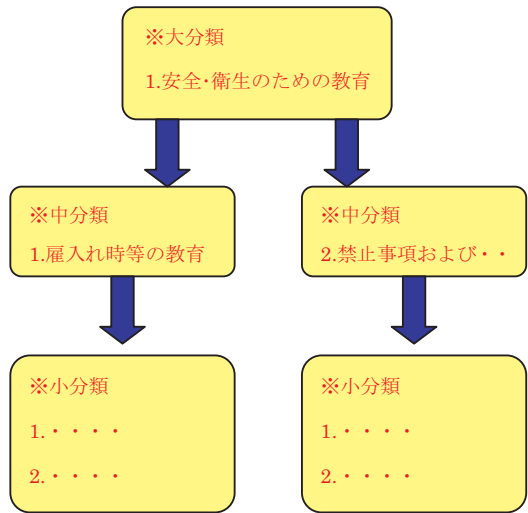 ※大分類
1.安全・衛生のための教育
※中分類
1.雇入れ時等の教育
※中分類
2.禁止事項および・・
※小分類
1.・・・・
2.・・・・
※小分類
1.・・・・
2.・・・・